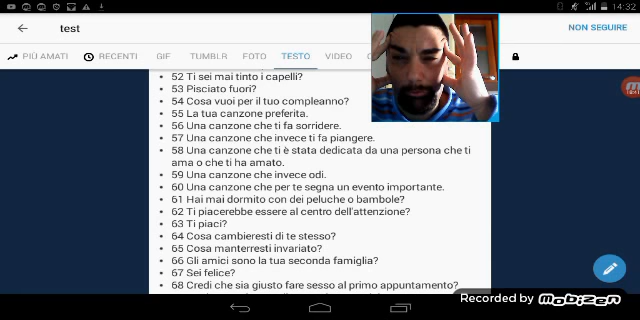 14:32
test
NON SEGUIRE
PIÙ AMATI RECENTI GIF TUMBLR FOTO TESTO VIDEO
52 Ti sei mai tinto i capelli?
53 Pisciato fuori?
54 Cosa vuoi per il tuo compleanno?
55 La tua canzone preferita.
56 Una canzone che ti fa sorridere.
57 Una canzone che invece ti fa piangere.
58 Una canzone che ti è stata dedicata da una persona che ti
ama o che ti ha amato.
59 Una canzone che invece odi.
60 Una canzone che per te segna un evento importante.
61 Hai mai dormito con dei peluche o bambole?
62 Ti piacerebbe essere al centro dell'attenzione?
63 Ti piaci?
64 Cosa cambieresti di te stesso?
65 Cosa manterresti invariato?
66 Gli amici sono la tua seconda famiglia?
67 Sei felice?
68 Credi che sia giusto fare sesso al primo appuntamento?
Recorded by Mobizen